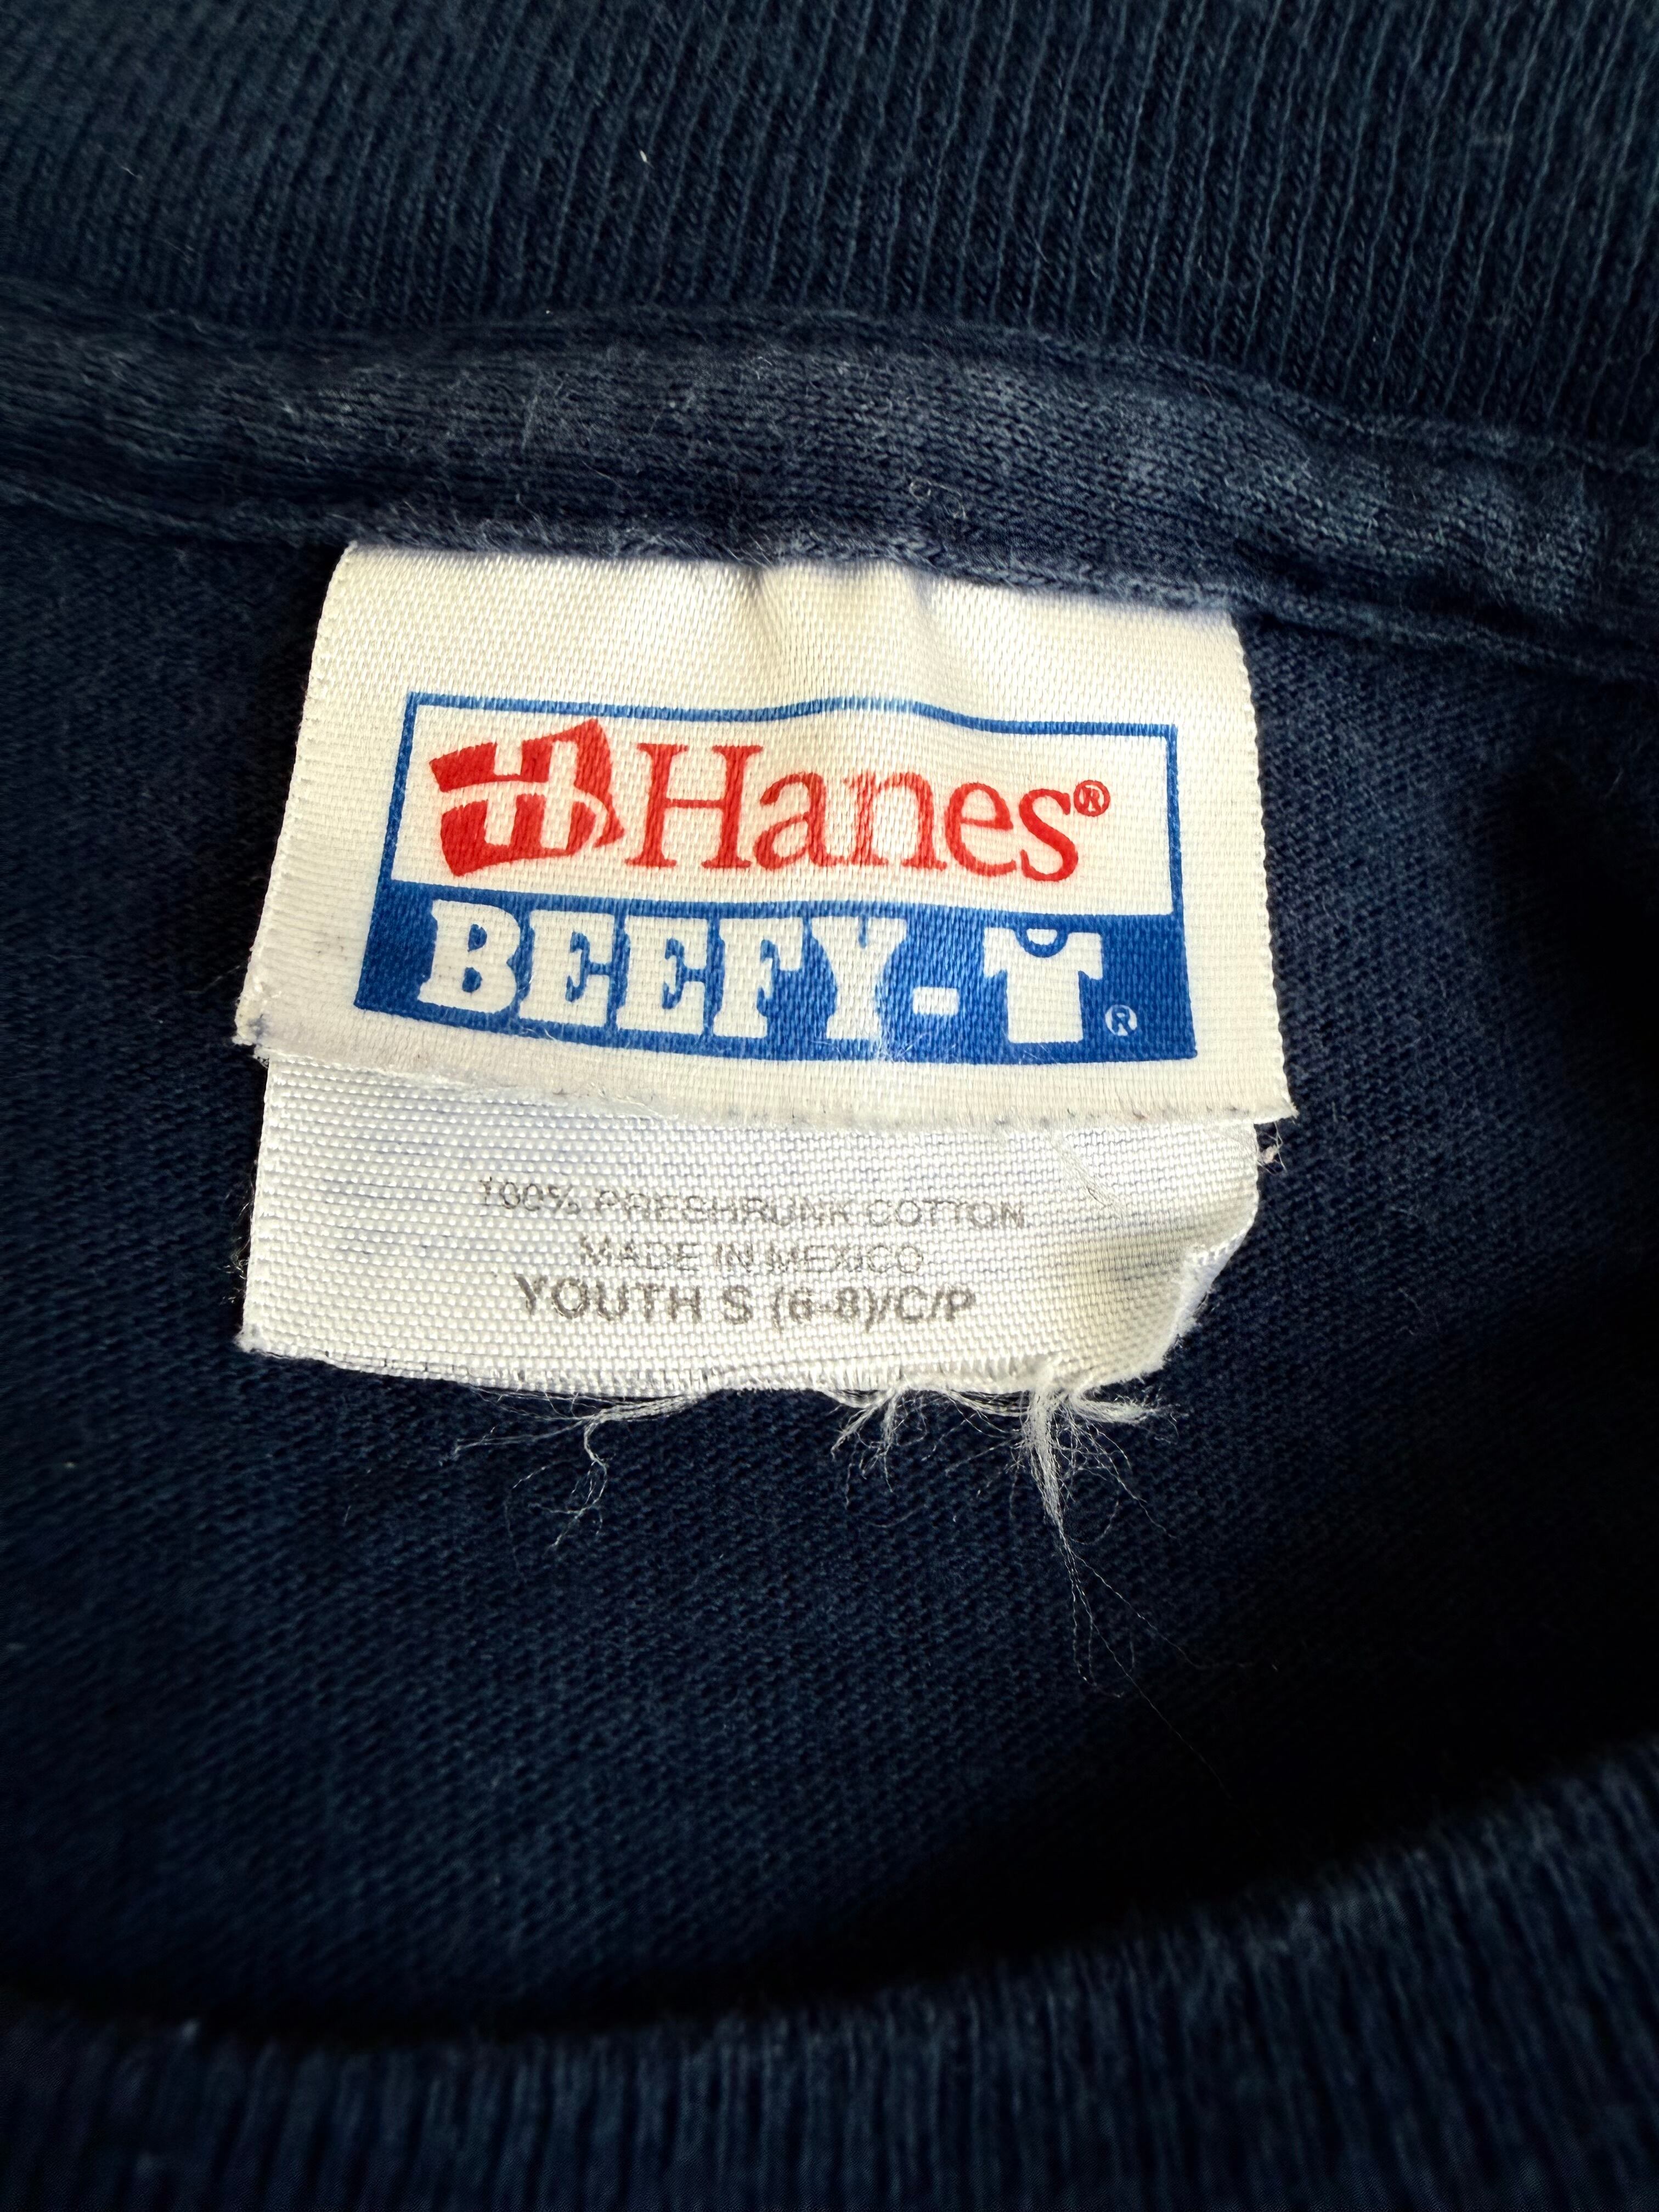 Hanes®
BEEFY-T®
100% PRESHRUNK COTTON
MADE IN MEXICO
YOUTH S (6-8)/C/P